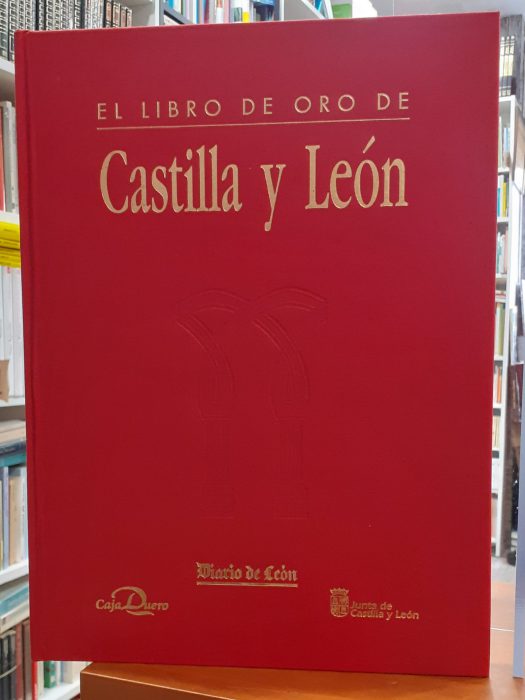 EL LIBRO DE ORO DE
Castilla y León
Diario de León
Caja Duero
Junta de
Castilla y León